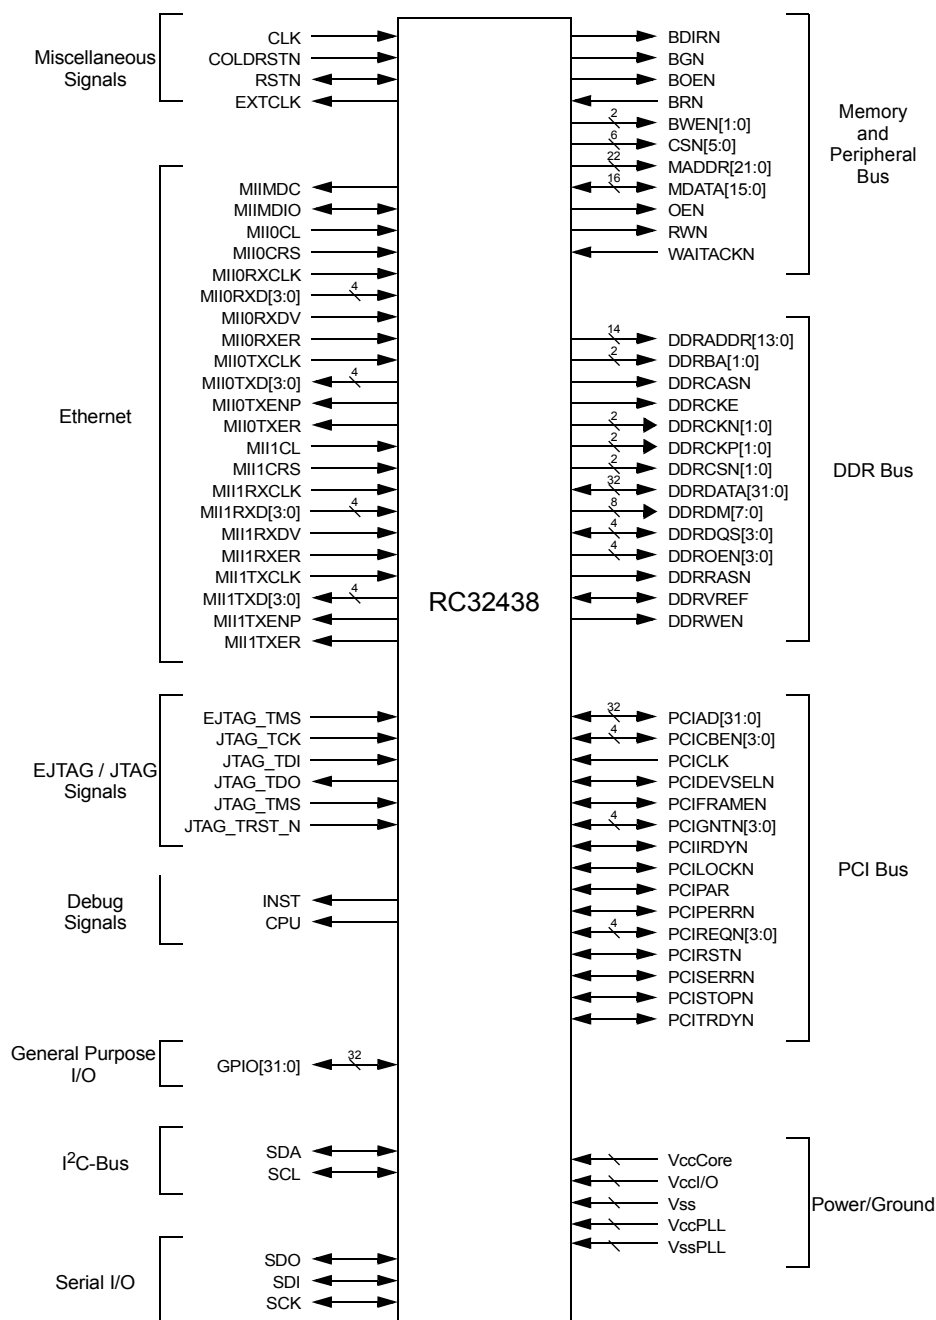 Miscellaneous
Signals
CLK
COLDRSTN
RSTN
EXTCLK
Ethernet
MIIMDC
MIIMDIO
MII0CL
MII0CRS
MII0RXCLK
MII0RXD[3:0]
4
MII0RXDV
MII0RXER
MII0TXCLK
MII0TXD[3:0]
4
MII0TXENP
MII0TXER
MII1CL
MII1CRS
MII1RXCLK
MII1RXD[3:0]
4
MII1RXDV
MII1RXER
MII1TXCLK
MII1TXD[3:0]
4
MII1TXENP
MII1TXER
EJTAG / JTAG
Signals
EJTAG_TMS
JTAG_TCK
JTAG_TDI
JTAG_TDO
JTAG_TMS
JTAG_TRST_N
Debug
Signals
INST
CPU
General Purpose
I/O
GPIO[31:0]
32
I2C-Bus
SDA
SCL
Serial I/O
SDO
SDI
SCK
RC32438
BDIRN
BGN
BOEN
BRN
2
BWEN[1:0]
6
CSN[5:0]
22
MADDR[21:0]
16
MDATA[15:0]
OEN
RWN
WAITACKN
Memory
and
Peripheral
Bus
14
DDRADDR[13:0]
2
DDRBA[1:0]
DDRCASN
DDRCKE
2
DDRCKN[1:0]
2
DDRCKP[1:0]
2
DDRCSN[1:0]
32
DDRDATA[31:0]
8
DDRDM[7:0]
4
DDRDQS[3:0]
4
DDROEN[3:0]
DDRRASN
DDRVREF
DDRWEN
DDR Bus
32
PCIAD[31:0]
4
PCICBEN[3:0]
PCICLK
PCIDEVSELN
PCIFRAMEN
4
PCIGNTN[3:0]
PCIIRDYN
PCILOCKN
PCIPAR
PCIPERRN
4
PCIREQN[3:0]
PCIRSTN
PCISERRN
PCISTOPN
PCITRDYN
PCI Bus
VccCore
VccI/O
Vss
VccPLL
VssPLL
Power/Ground